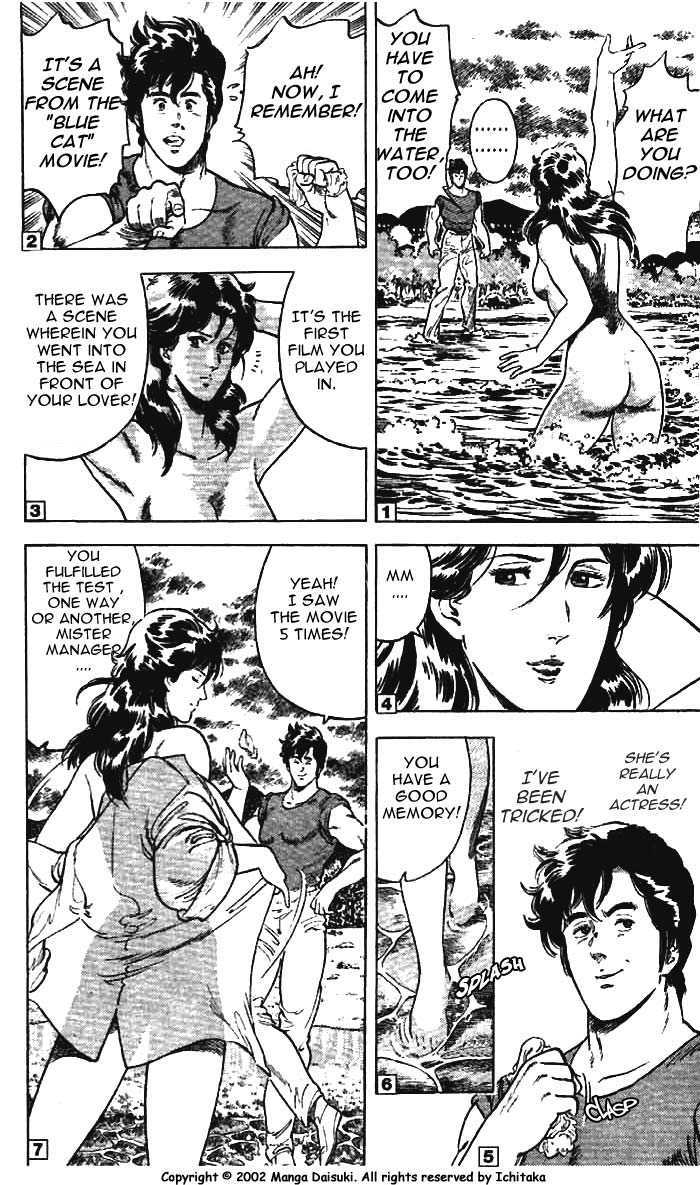 WHAT
ARE
YOU
DOING?
......
......
YOU
HAVE
TO
COME
INTO
THE
WATER,
TOO!
1
AH!
NOW, I
REMEMBER!
IT'S A
SCENE
FROM THE
"BLUE
CAT"
MOVIE!
2
IT'S THE
FIRST
FILM YOU
PLAYED
IN.
THERE WAS
A SCENE
WHEREIN YOU
WENT INTO
THE SEA IN
FRONT OF
YOUR LOVER!
3
MM
....
4
SHE'S
REALLY
AN
ACTRESS!
I'VE
BEEN
TRICKED!
CLASP
5
YOU
HAVE A
GOOD
MEMORY!
SPLASH
6
YEAH!
I SAW
THE MOVIE
5 TIMES!
YOU
FULFILLED
THE TEST,
ONE WAY
OR ANOTHER,
MISTER
MANAGER
....
7
Copyright © 2002 Manga Daisuki. All rights reserved by Ichitaka